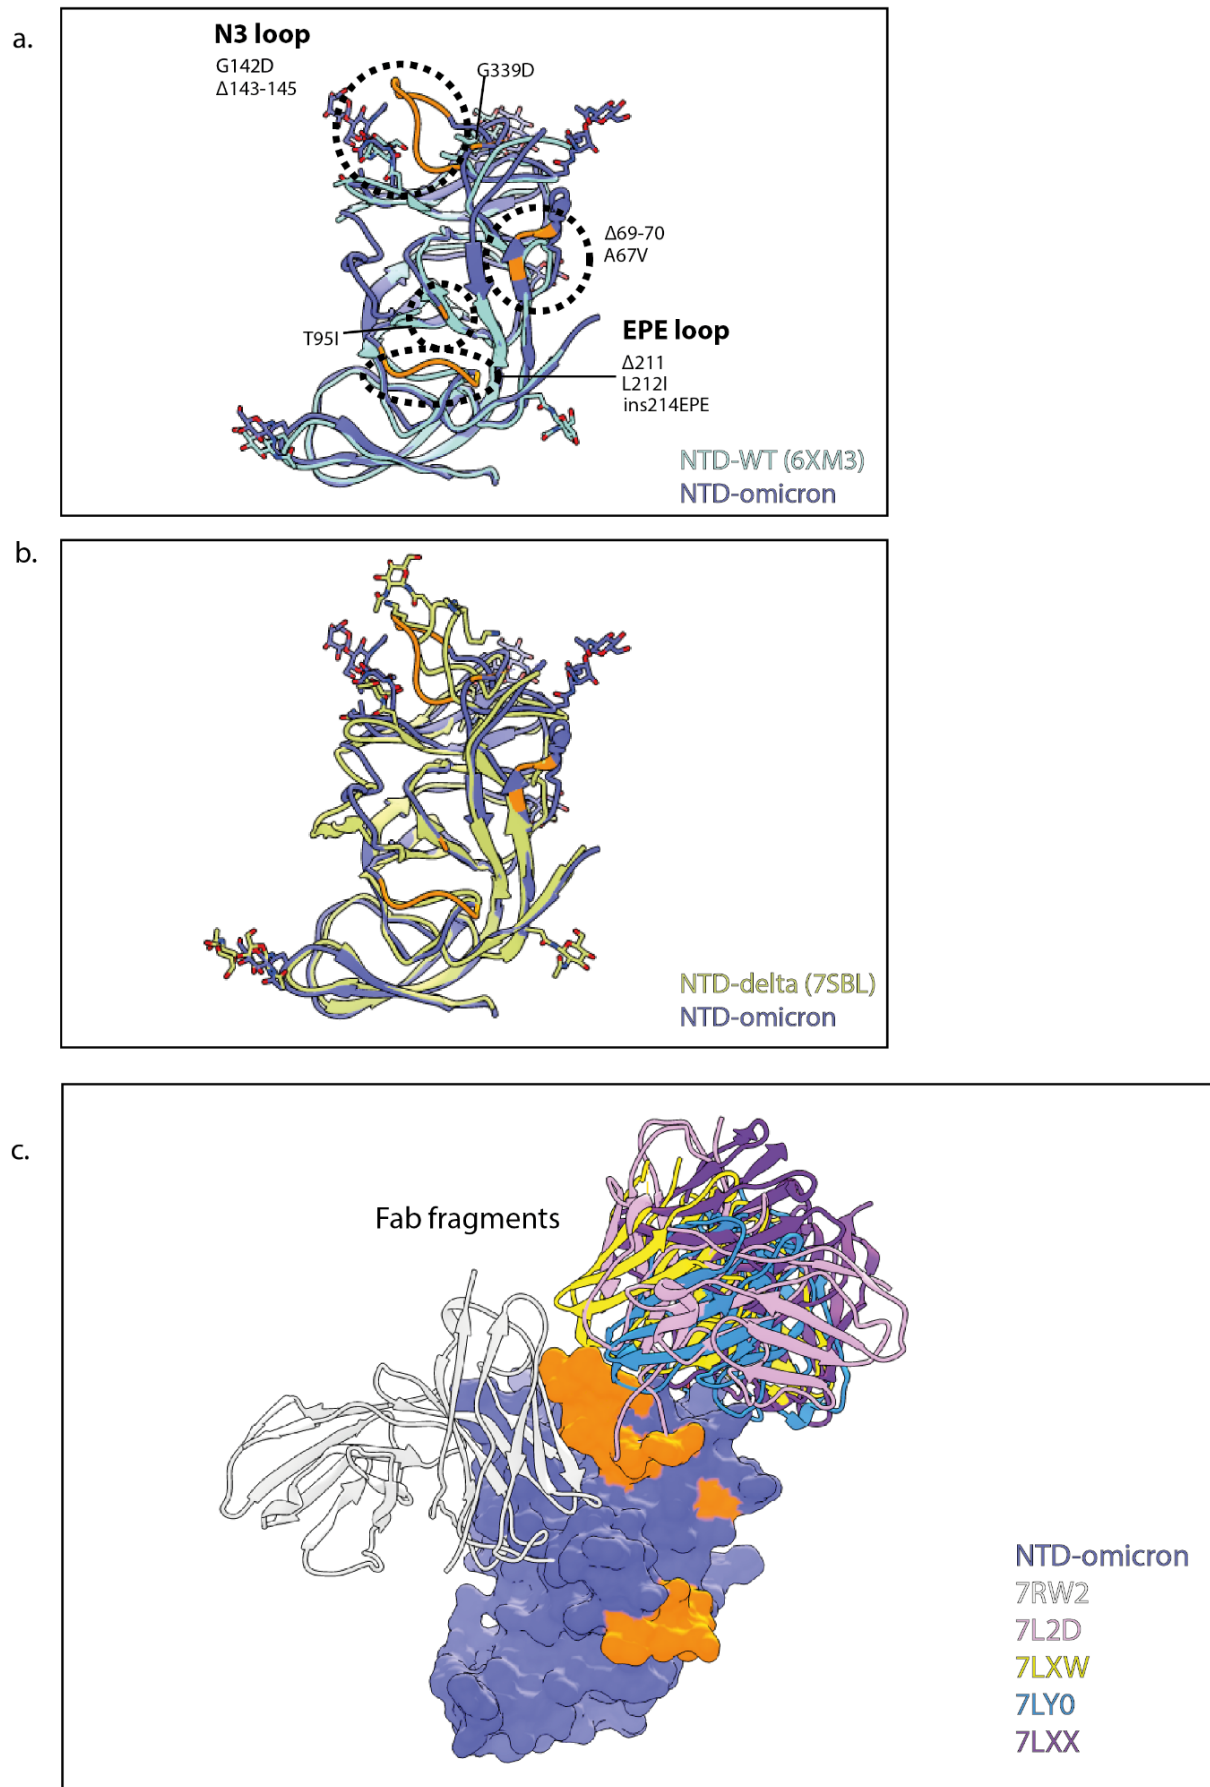 a.
N3 loop
G142D
Δ143-145
G339D
Δ69-70
A67V
T95I
EPE loop
Δ211
L212I
ins214EPE
NTD-WT (6XM3)
NTD-omicron
b.
NTD-delta (7SBL)
NTD-omicron
c.
Fab fragments
NTD-omicron
7RW2
7L2D
7LXW
7LY0
7LXX